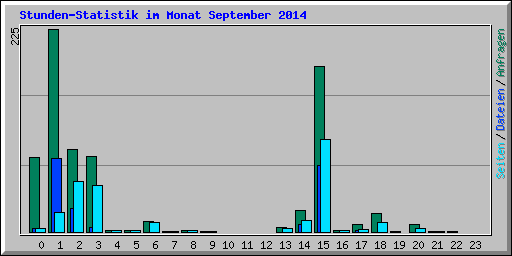 Stunden-Statistik im Monat September 2014
225
Seiten / Dateien / Anfragen
0 1 2 3 4 5 6 7 8 9 10 11 12 13 14 15 16 17 18 19 20 21 22 23